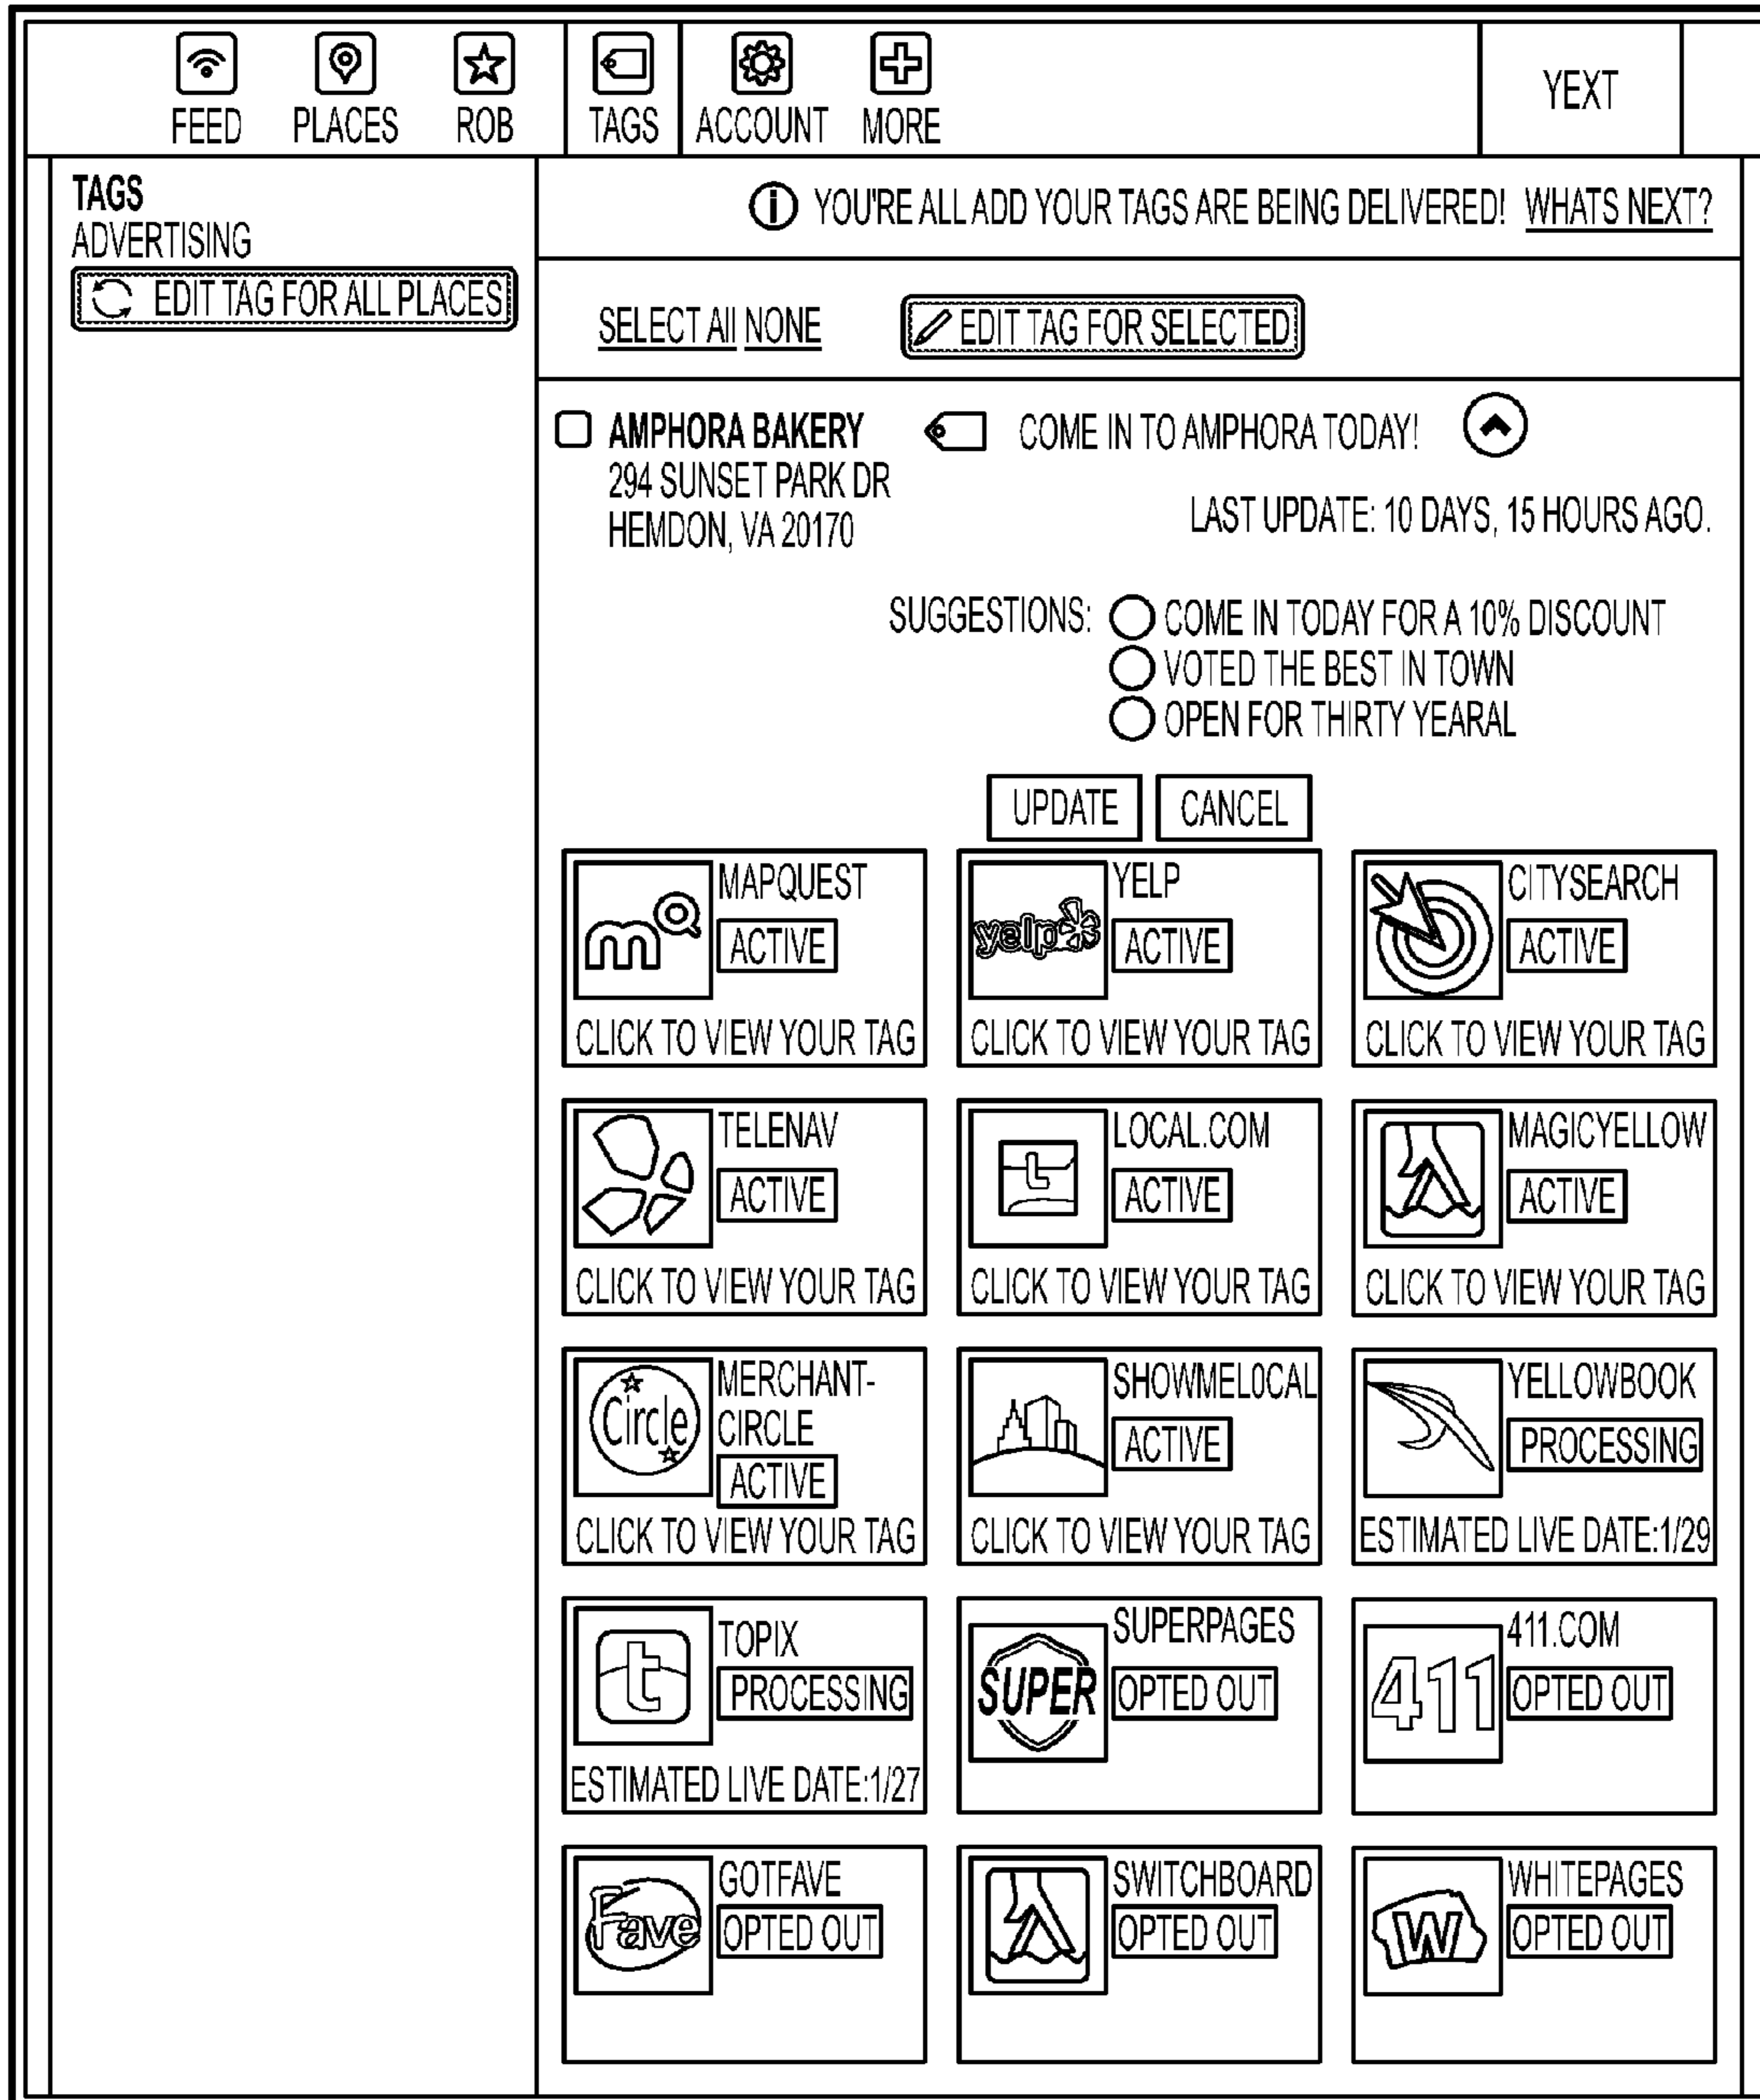 FEED PLACES ROB TAGS ACCOUNT MORE YEXT
TAGS
ADVERTISING
EDIT TAG FOR ALL PLACES
YOU'RE ALL ADD YOUR TAGS ARE BEING DELIVERED! WHATS NEXT?
SELECT All NONE EDIT TAG FOR SELECTED
AMPHORA BAKERY COME IN TO AMPHORA TODAY!
294 SUNSET PARK DR
HEMDON, VA 20170
LAST UPDATE: 10 DAYS, 15 HOURS AGO.
SUGGESTIONS: COME IN TODAY FOR A 10% DISCOUNT
VOTED THE BEST IN TOWN
OPEN FOR THIRTY YEARAL
UPDATE CANCEL
mQ MAPQUEST
ACTIVE
CLICK TO VIEW YOUR TAG
yelp YELP
ACTIVE
CLICK TO VIEW YOUR TAG
CITYSEARCH
ACTIVE
CLICK TO VIEW YOUR TAG
TELENAV
ACTIVE
CLICK TO VIEW YOUR TAG
t LOCAL.COM
ACTIVE
CLICK TO VIEW YOUR TAG
MAGICYELLOW
ACTIVE
CLICK TO VIEW YOUR TAG
Circle MERCHANT-
CIRCLE
ACTIVE
CLICK TO VIEW YOUR TAG
SHOWMELOCAL
ACTIVE
CLICK TO VIEW YOUR TAG
YELLOWBOOK
PROCESSING
ESTIMATED LIVE DATE:1/29
t TOPIX
PROCESSING
ESTIMATED LIVE DATE:1/27
SUPER SUPERPAGES
OPTED OUT
411 411.COM
OPTED OUT
Fave GOTFAVE
OPTED OUT
SWITCHBOARD
OPTED OUT
W WHITEPAGES
OPTED OUT